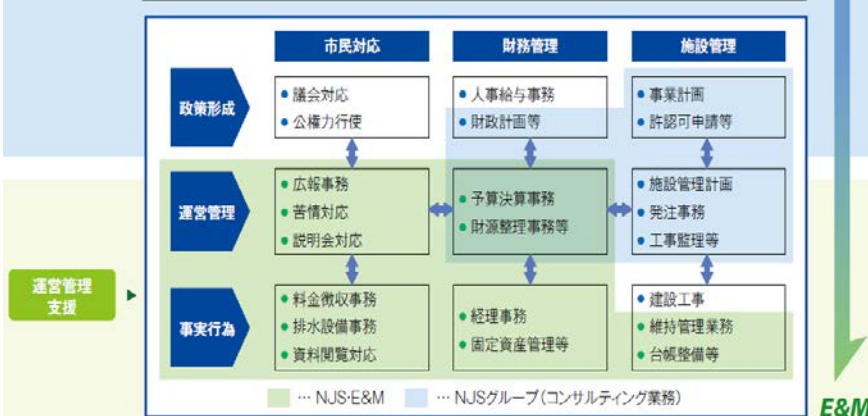 市民対応
財務管理
施設管理
政策形成
• 議会対応
• 公権力行使
• 人事給与事務
• 財政計画等
• 事業計画
• 許認可申請等
運営管理
• 広報事務
• 苦情対応
• 説明会対応
• 予算決算事務
• 財源整理事務等
• 施設管理計画
• 発注事務
• 工事監理等
運営管理
支援
事実行為
• 料金徴収事務
• 排水設備事務
• 資料閲覧対応
• 経理事務
• 固定資産管理等
• 建設工事
• 維持管理業務
• 台帳整備等
… NJS・E&M
… NJSグループ(コンサルティング業務)
E&M